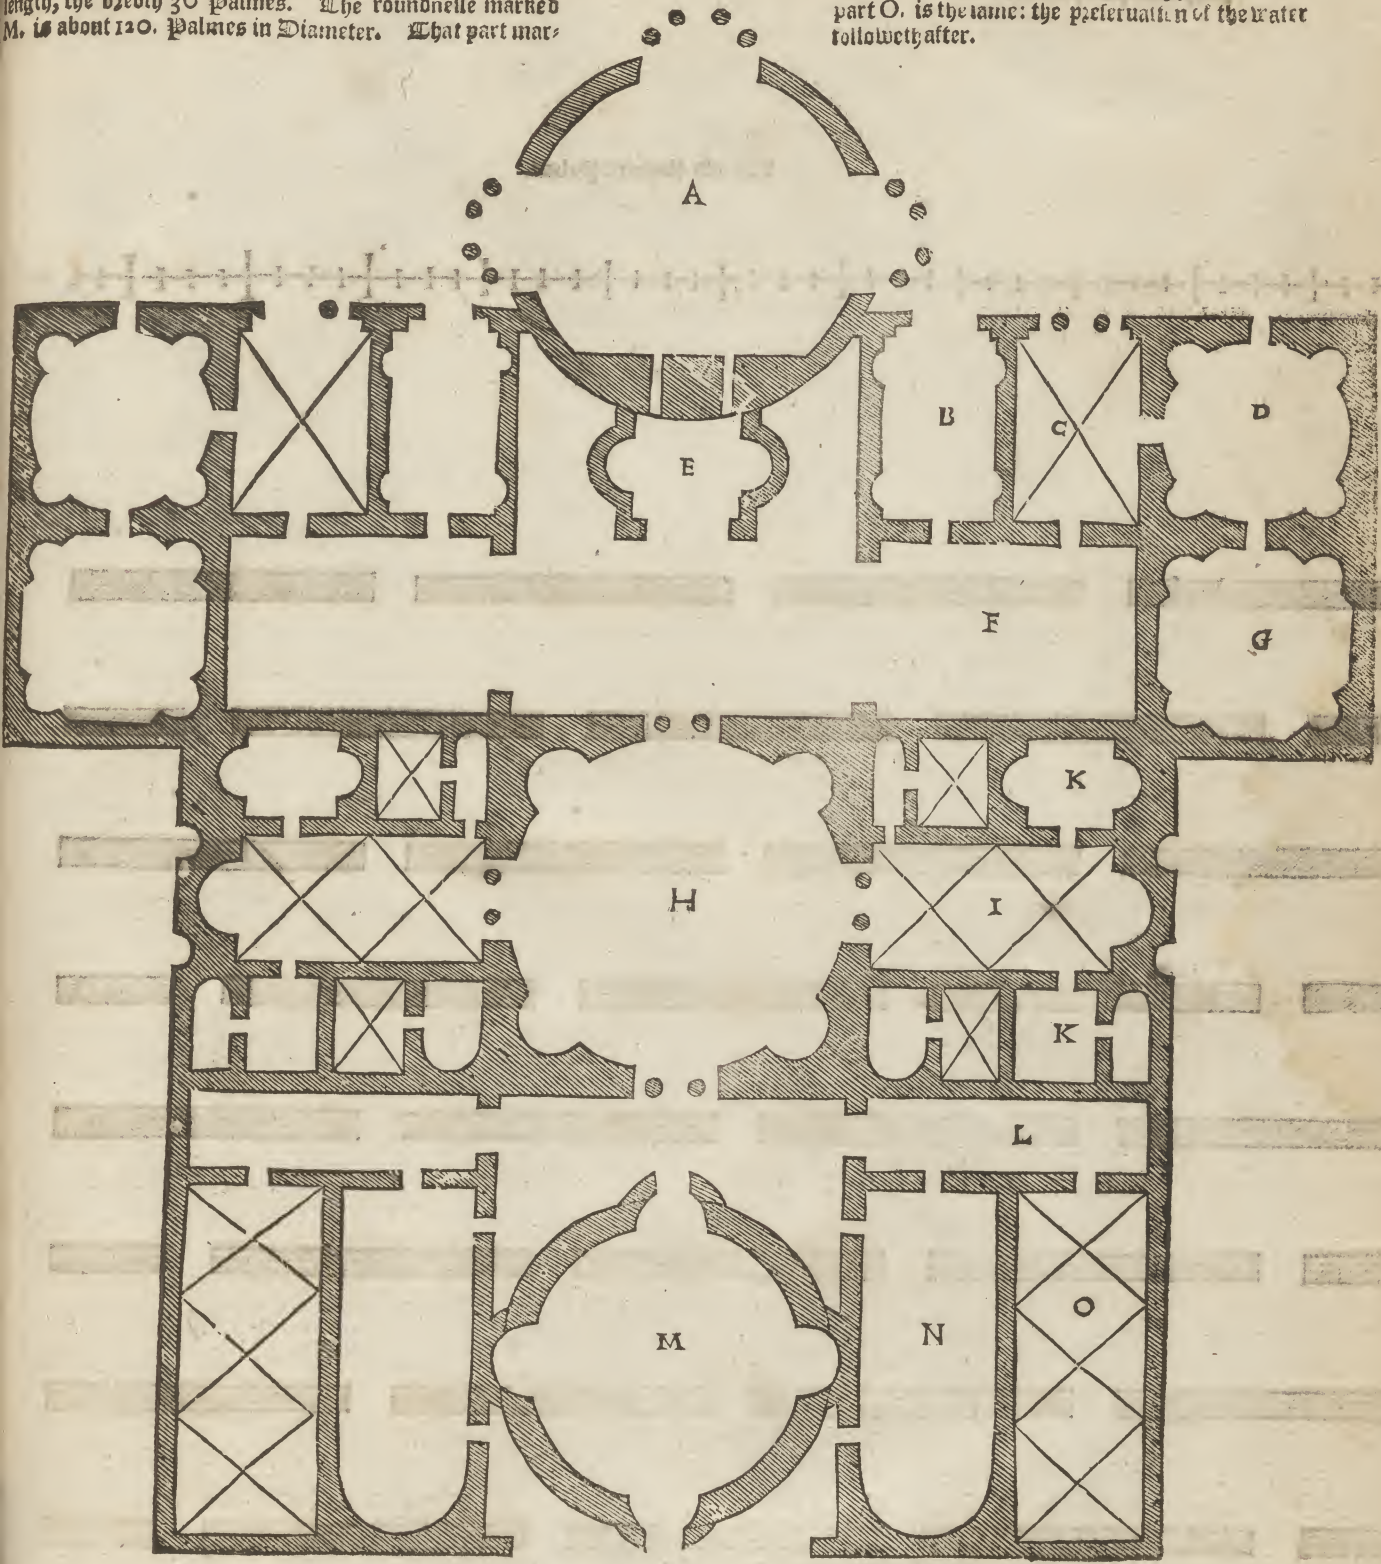 length, the bredth 30 Palmes. The roundnesse marked
M. is about 120. Palmes in Diameter. That part mar-
part O. is the same: the preseruation of the water
followeth after.
A
B
C
D
E
F
G
H
K
I
K
L
M
N
O